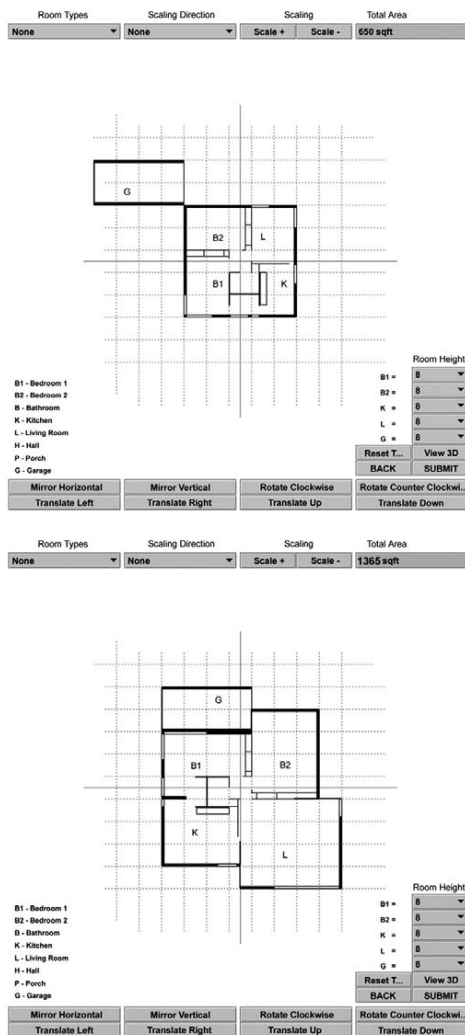 Room Types Scaling Direction Scaling Total Area
None None Scale + Scale - 650 sqft
G
B2 L
B1 K
Room Height
B1 - Bedroom 1 B1 = 8
B2 - Bedroom 2 B2 = 8
B - Bathroom K = 8
K - Kitchen L = 8
L - Living Room G = 8
H - Hall
P - Porch Reset T... View 3D
G - Garage BACK SUBMIT
Mirror Horizontal Mirror Vertical Rotate Clockwise Rotate Counter Clockwi..
Translate Left Translate Right Translate Up Translate Down
Room Types Scaling Direction Scaling Total Area
None None Scale + Scale - 1365 sqft
G
B1 B2
K
L
Room Height
B1 - Bedroom 1 B1 = 8
B2 - Bedroom 2 B2 = 8
B - Bathroom K = 8
K - Kitchen L = 8
L - Living Room G = 8
H - Hall
P - Porch Reset T... View 3D
G - Garage BACK SUBMIT
Mirror Horizontal Mirror Vertical Rotate Clockwise Rotate Counter Clockwi..
Translate Left Translate Right Translate Up Translate Down